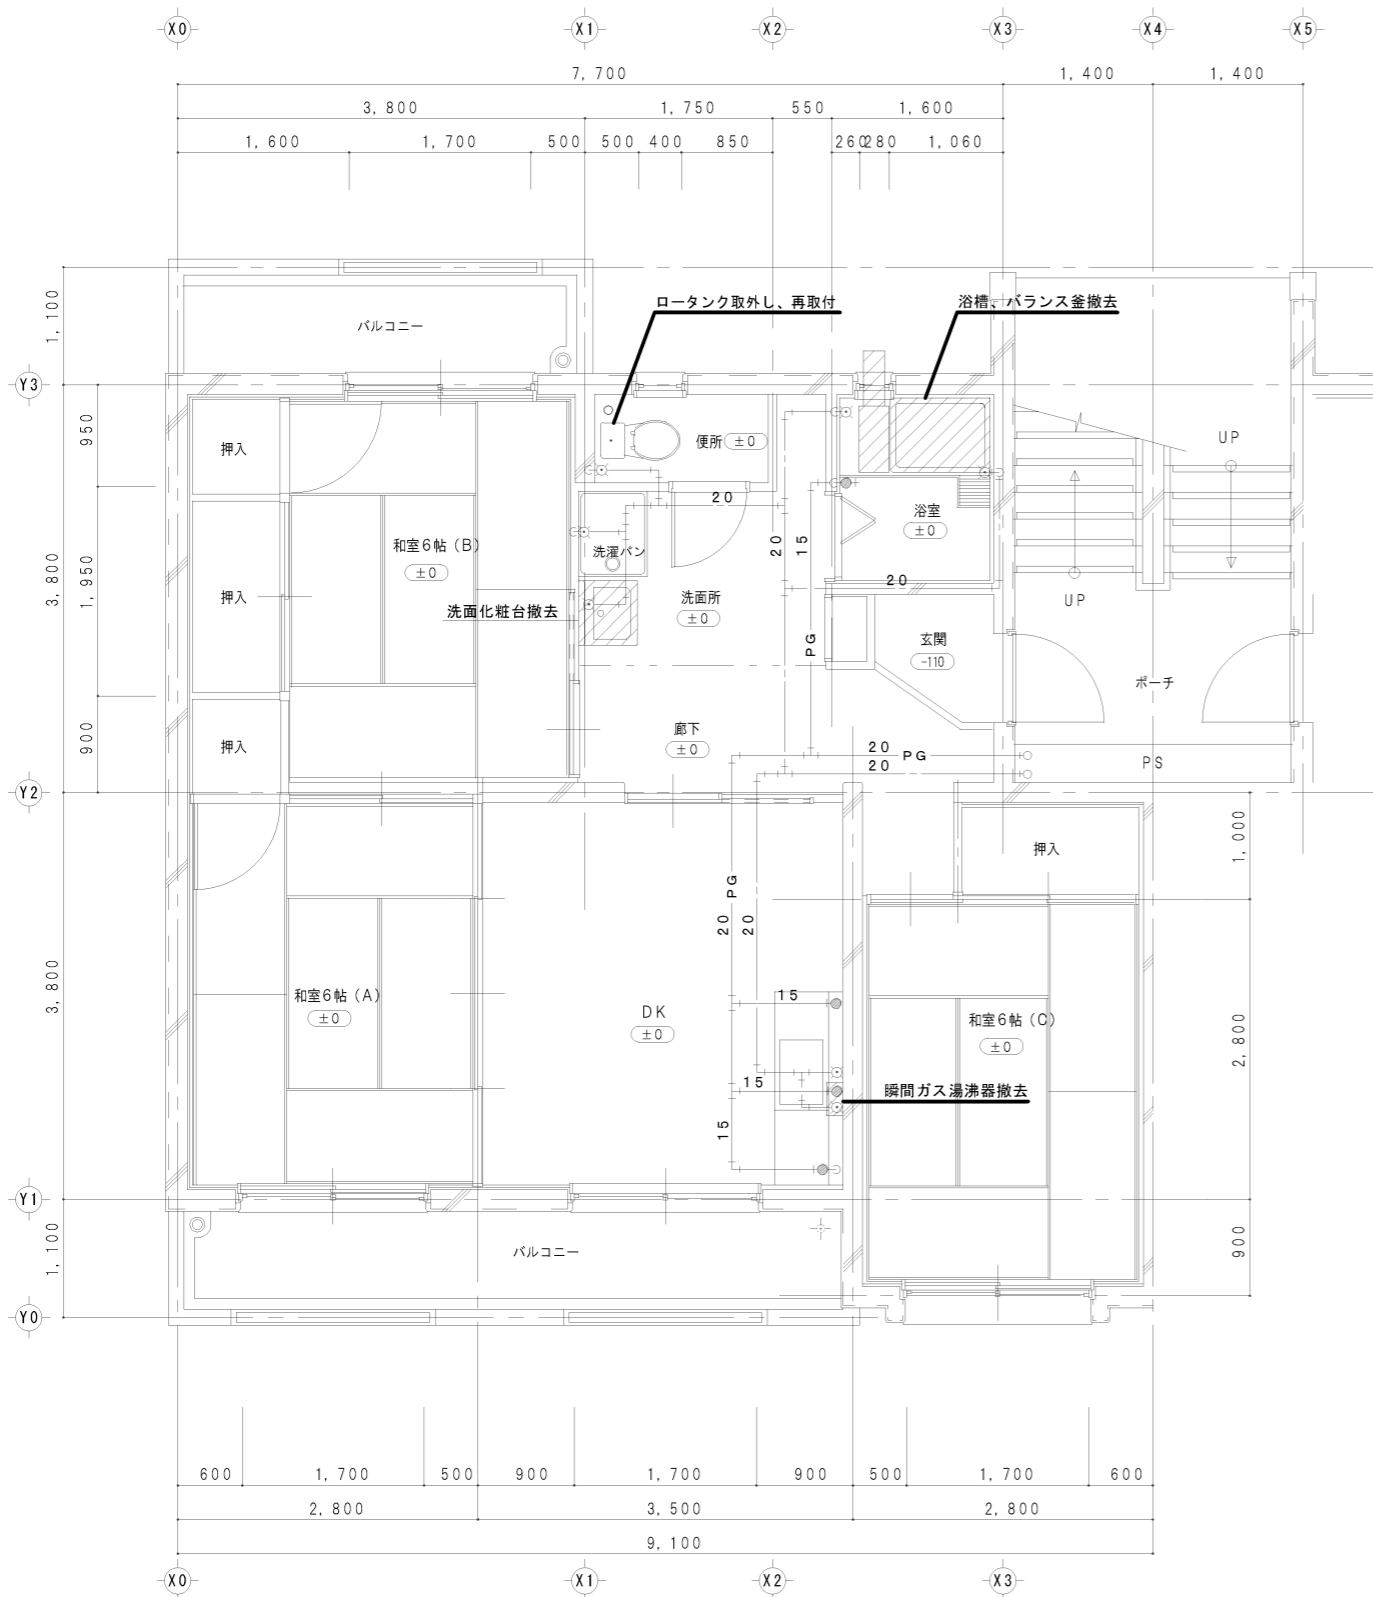 X0 X1 X2 X3 X4 X5
7,700 1,400 1,400
3,800 1,750 550 1,600
1,600 1,700 500 500 400 850 260 280 1,060
1,100
バルコニー
ロータンク取外し、再取付
浴槽、バランス釜撤去
Y3
950
押入
便所 ±0
UP
20
浴室
±0
和室6帖(B)
±0
洗濯パン
20
15
3,800
1,950
押入
洗面化粧台撤去
洗面所
±0
20
UP
PG
玄関
-110
ポーチ
900
押入
廊下
±0
20 PG
20
PS
Y2
1,000
押入
PG
20
20
3,800
和室6帖(A)
±0
DK
±0
15
和室6帖(C)
±0
2,800
15
瞬間ガス湯沸器撤去
15
Y1
1,100
バルコニー
900
Y0
600 1,700 500 900 1,700 900 500 1,700 600
2,800 3,500 2,800
9,100
X0 X1 X2 X3